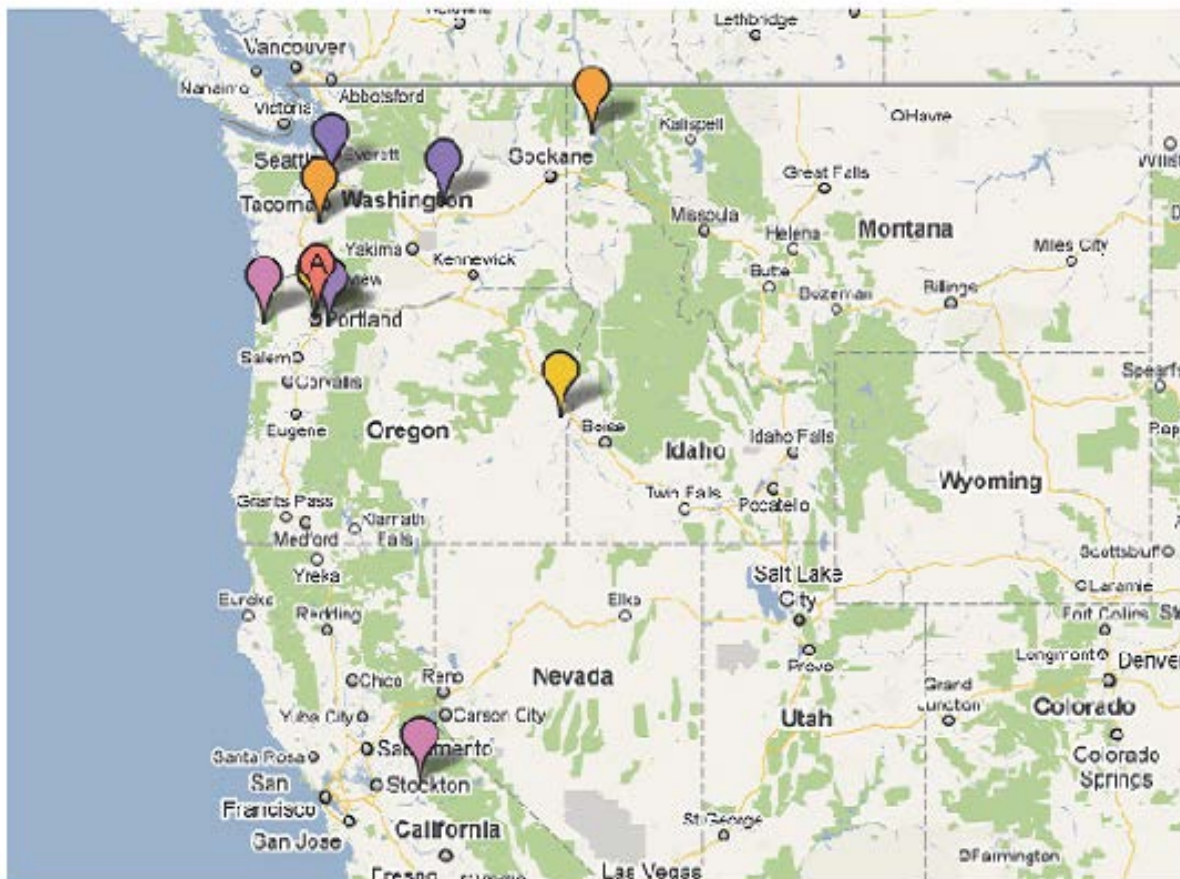 Lethbridge
Vancouver
Nanaimo
Abbotsford
Victoria
Kalispell
Havre
Everett
Great Falls
Tacoma
Washington
Missoula
Helena
Montana
Miles City
Yakima
Kennewick
Butte
Bozeman
Billings
A
view
Portland
Salem
Corvallis
Eugene
Oregon
Boise
Idaho
Idaho Falls
Wyoming
Twin Falls
Pocatello
Grants Pass
Klamath
Falls
Medford
Yreka
Scottsbluff
Laramie
Salt Lake
City
Eureka
Redding
Elko
Fort Collins
Longmont
Denver
Provo
Chico
Reno
Nevada
Grand
Junction
Colorado
Yuba City
Carson City
Utah
Santa Rosa
Stockton
Colorado
Springs
San
Francisco
San Jose
California
St George
Farmington
Fresno
Las Vegas